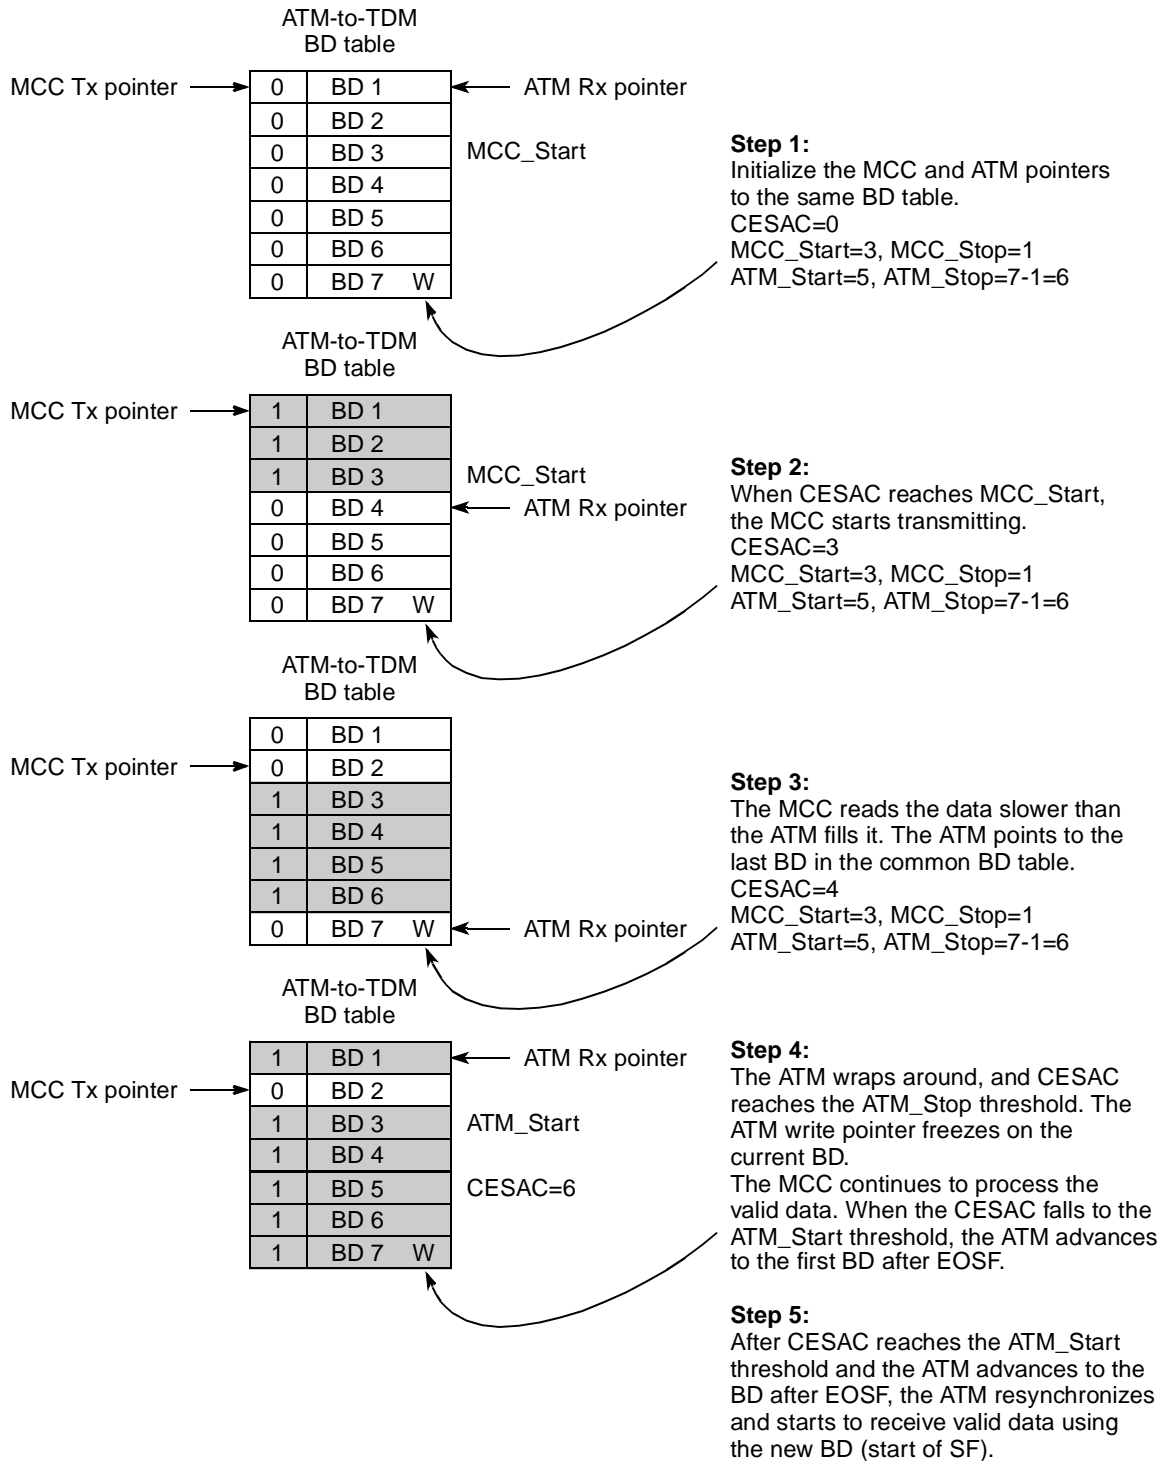 ATM-to-TDM
BD table
MCC Tx pointer
0 BD 1
ATM Rx pointer
0 BD 2
0 BD 3
MCC_Start
0 BD 4
0 BD 5
0 BD 6
0 BD 7 W
Step 1:
Initialize the MCC and ATM pointers
to the same BD table.
CESAC=0
MCC_Start=3, MCC_Stop=1
ATM_Start=5, ATM_Stop=7-1=6
ATM-to-TDM
BD table
MCC Tx pointer
1 BD 1
1 BD 2
1 BD 3
MCC_Start
0 BD 4
ATM Rx pointer
0 BD 5
0 BD 6
0 BD 7 W
Step 2:
When CESAC reaches MCC_Start,
the MCC starts transmitting.
CESAC=3
MCC_Start=3, MCC_Stop=1
ATM_Start=5, ATM_Stop=7-1=6
ATM-to-TDM
BD table
0 BD 1
MCC Tx pointer
0 BD 2
1 BD 3
1 BD 4
1 BD 5
1 BD 6
0 BD 7 W
ATM Rx pointer
Step 3:
The MCC reads the data slower than
the ATM fills it. The ATM points to the
last BD in the common BD table.
CESAC=4
MCC_Start=3, MCC_Stop=1
ATM_Start=5, ATM_Stop=7-1=6
ATM-to-TDM
BD table
1 BD 1
ATM Rx pointer
MCC Tx pointer
0 BD 2
1 BD 3
ATM_Start
1 BD 4
1 BD 5
CESAC=6
1 BD 6
1 BD 7 W
Step 4:
The ATM wraps around, and CESAC
reaches the ATM_Stop threshold. The
ATM write pointer freezes on the
current BD.
The MCC continues to process the
valid data. When the CESAC falls to the
ATM_Start threshold, the ATM advances
to the first BD after EOSF.
Step 5:
After CESAC reaches the ATM_Start
threshold and the ATM advances to the
BD after EOSF, the ATM resynchronizes
and starts to receive valid data using
the new BD (start of SF).